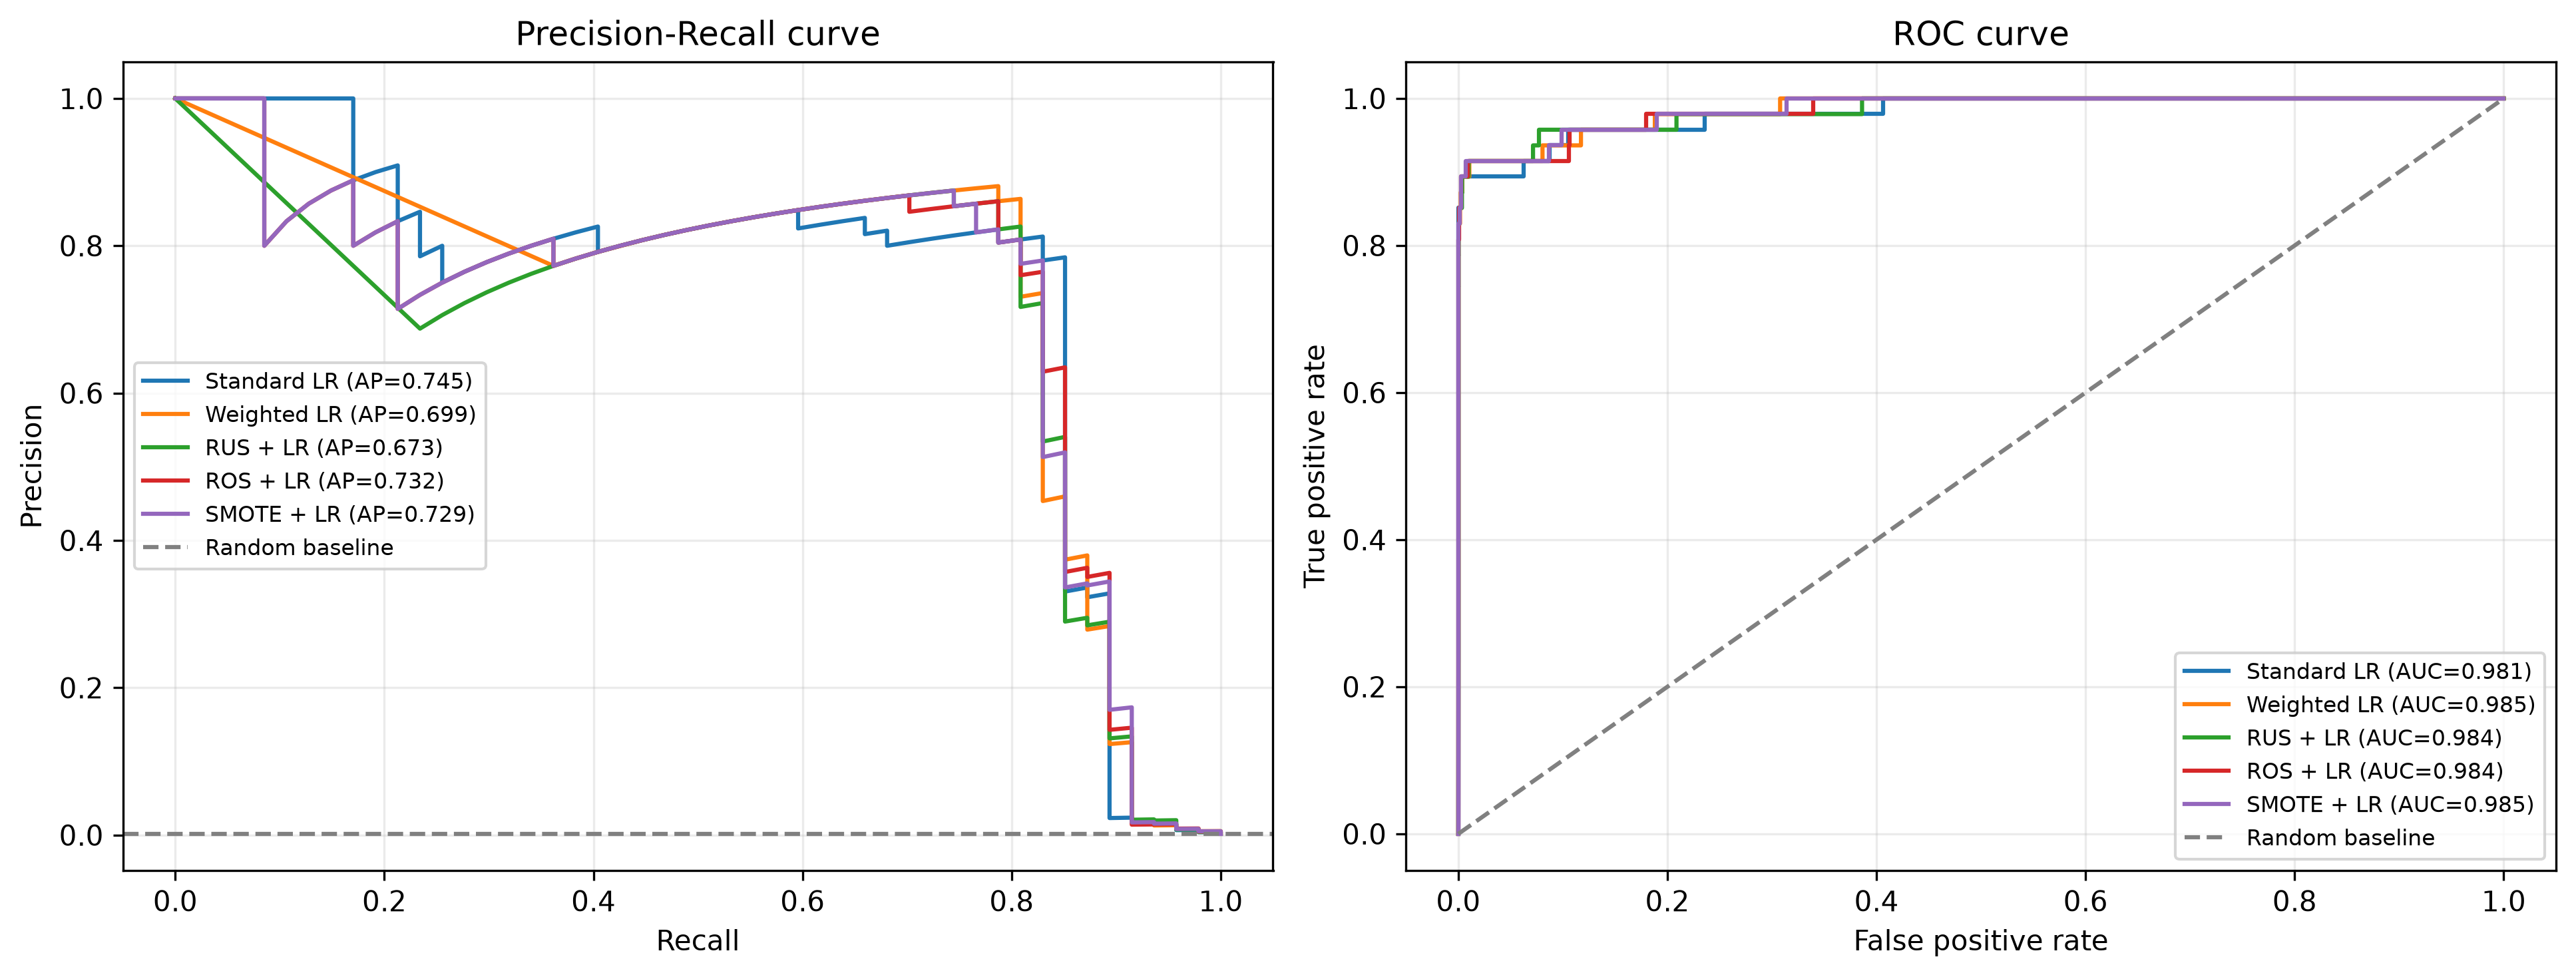 Precision-Recall curve
Precision
1.0
0.8
0.6
0.4
0.2
0.0
Standard LR (AP=0.745)
Weighted LR (AP=0.699)
RUS + LR (AP=0.673)
ROS + LR (AP=0.732)
SMOTE + LR (AP=0.729)
Random baseline
0.0 0.2 0.4 0.6 0.8 1.0
Recall
ROC curve
True positive rate
1.0
0.8
0.6
0.4
0.2
0.0
Standard LR (AUC=0.981)
Weighted LR (AUC=0.985)
RUS + LR (AUC=0.984)
ROS + LR (AUC=0.984)
SMOTE + LR (AUC=0.985)
Random baseline
0.0 0.2 0.4 0.6 0.8 1.0
False positive rate